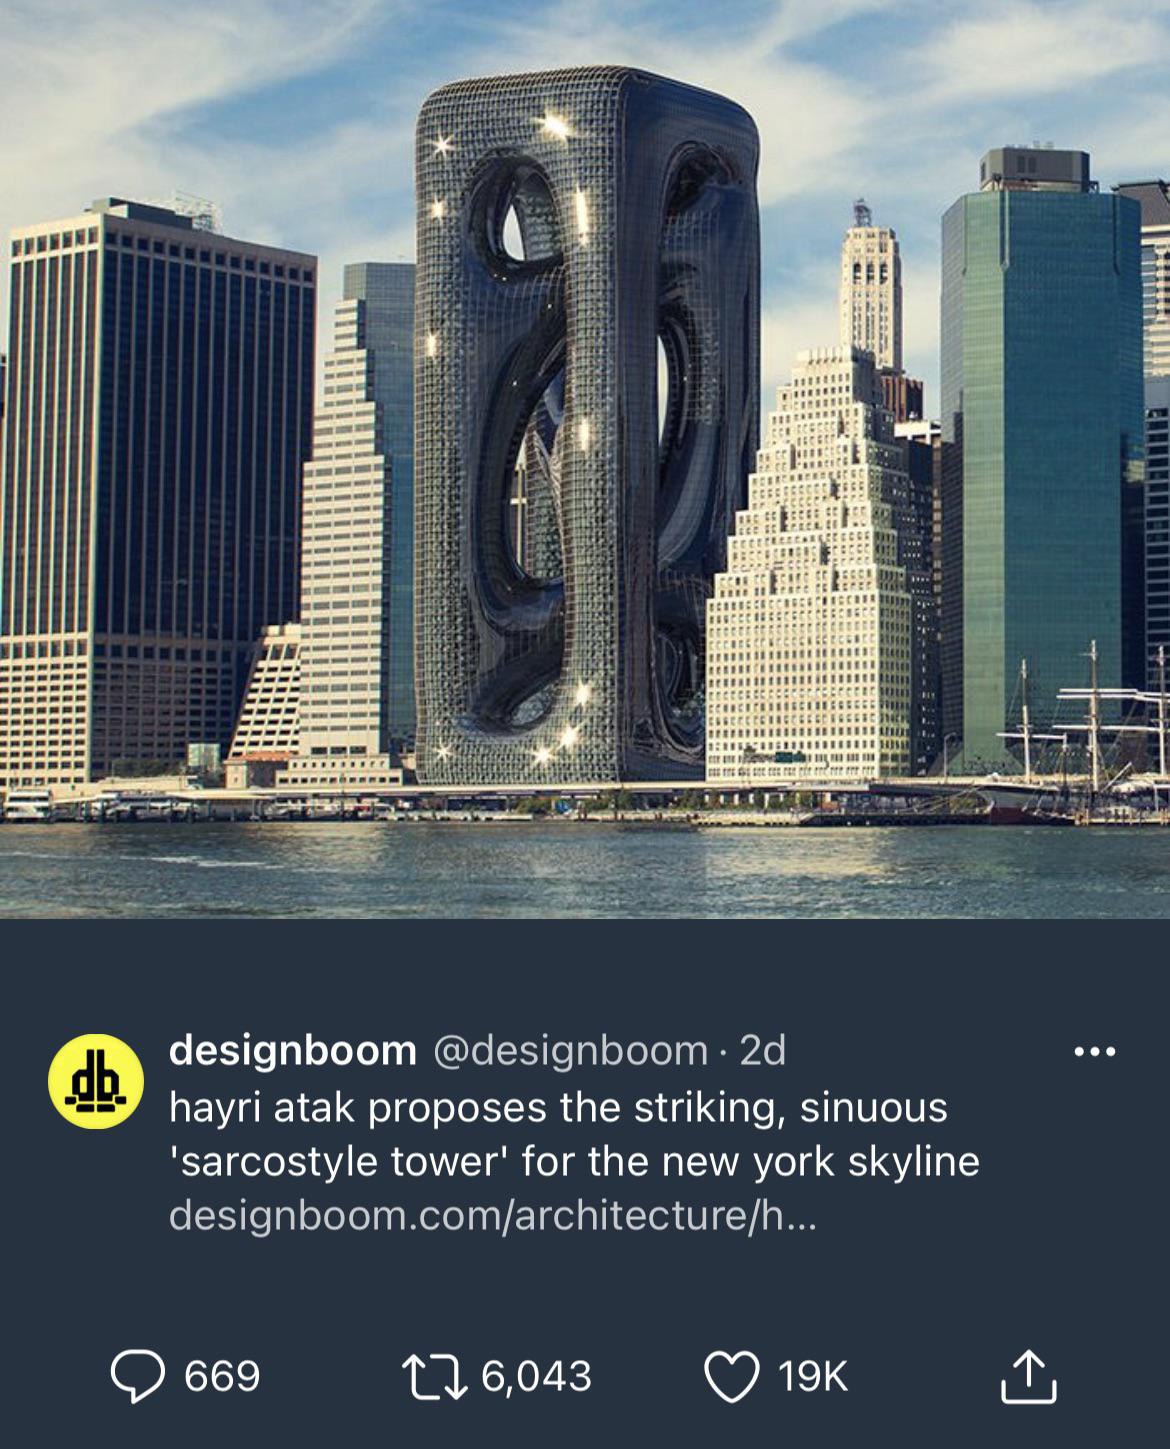 designboom @designboom · 2d
hayri atak proposes the striking, sinuous
'sarcostyle tower' for the new york skyline
designboom.com/architecture/h...
669 6,043 19K